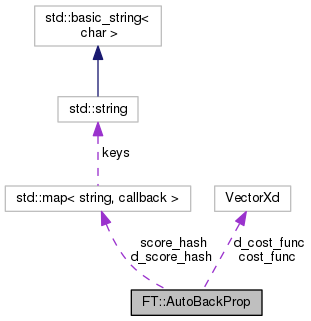 std::basic_string<
char >
std::string
keys
std::map< string, callback >
VectorXd
score_hash
d_score_hash
d_cost_func
cost_func
FT::AutoBackProp